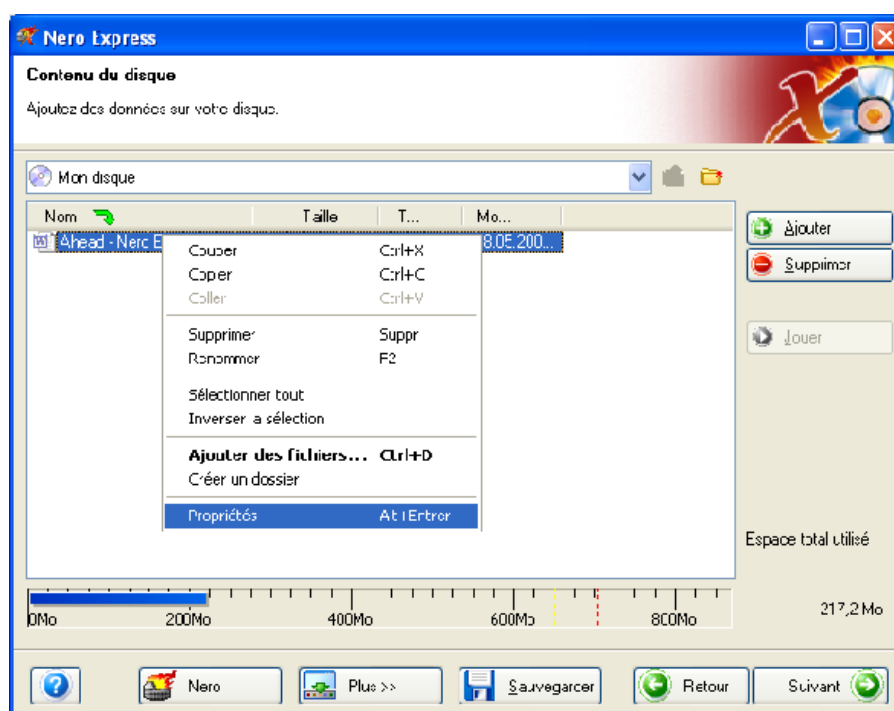 Nero Express
Contenu du disque
Ajoutez des données sur votre disque.
Mon disque
Nom Taille T... Mo...
Ahead - Nero E 8.05.200...
Couper Ctrl+X
Copier Ctrl+C
Coller Ctrl+V
Supprimer Suppr
Renommer F2
Sélectionner tout
Inverser la sélection
Ajouter des fichiers... Ctrl+D
Créer un dossier
Propriétés Alt+Entrer
Ajouter
Supprimer
Jouer
Espace total utilisé
0Mo 200Mo 400Mo 600Mo 800Mo
217,2 Mo
Nero Plus >> Sauvegarder Retour Suivant